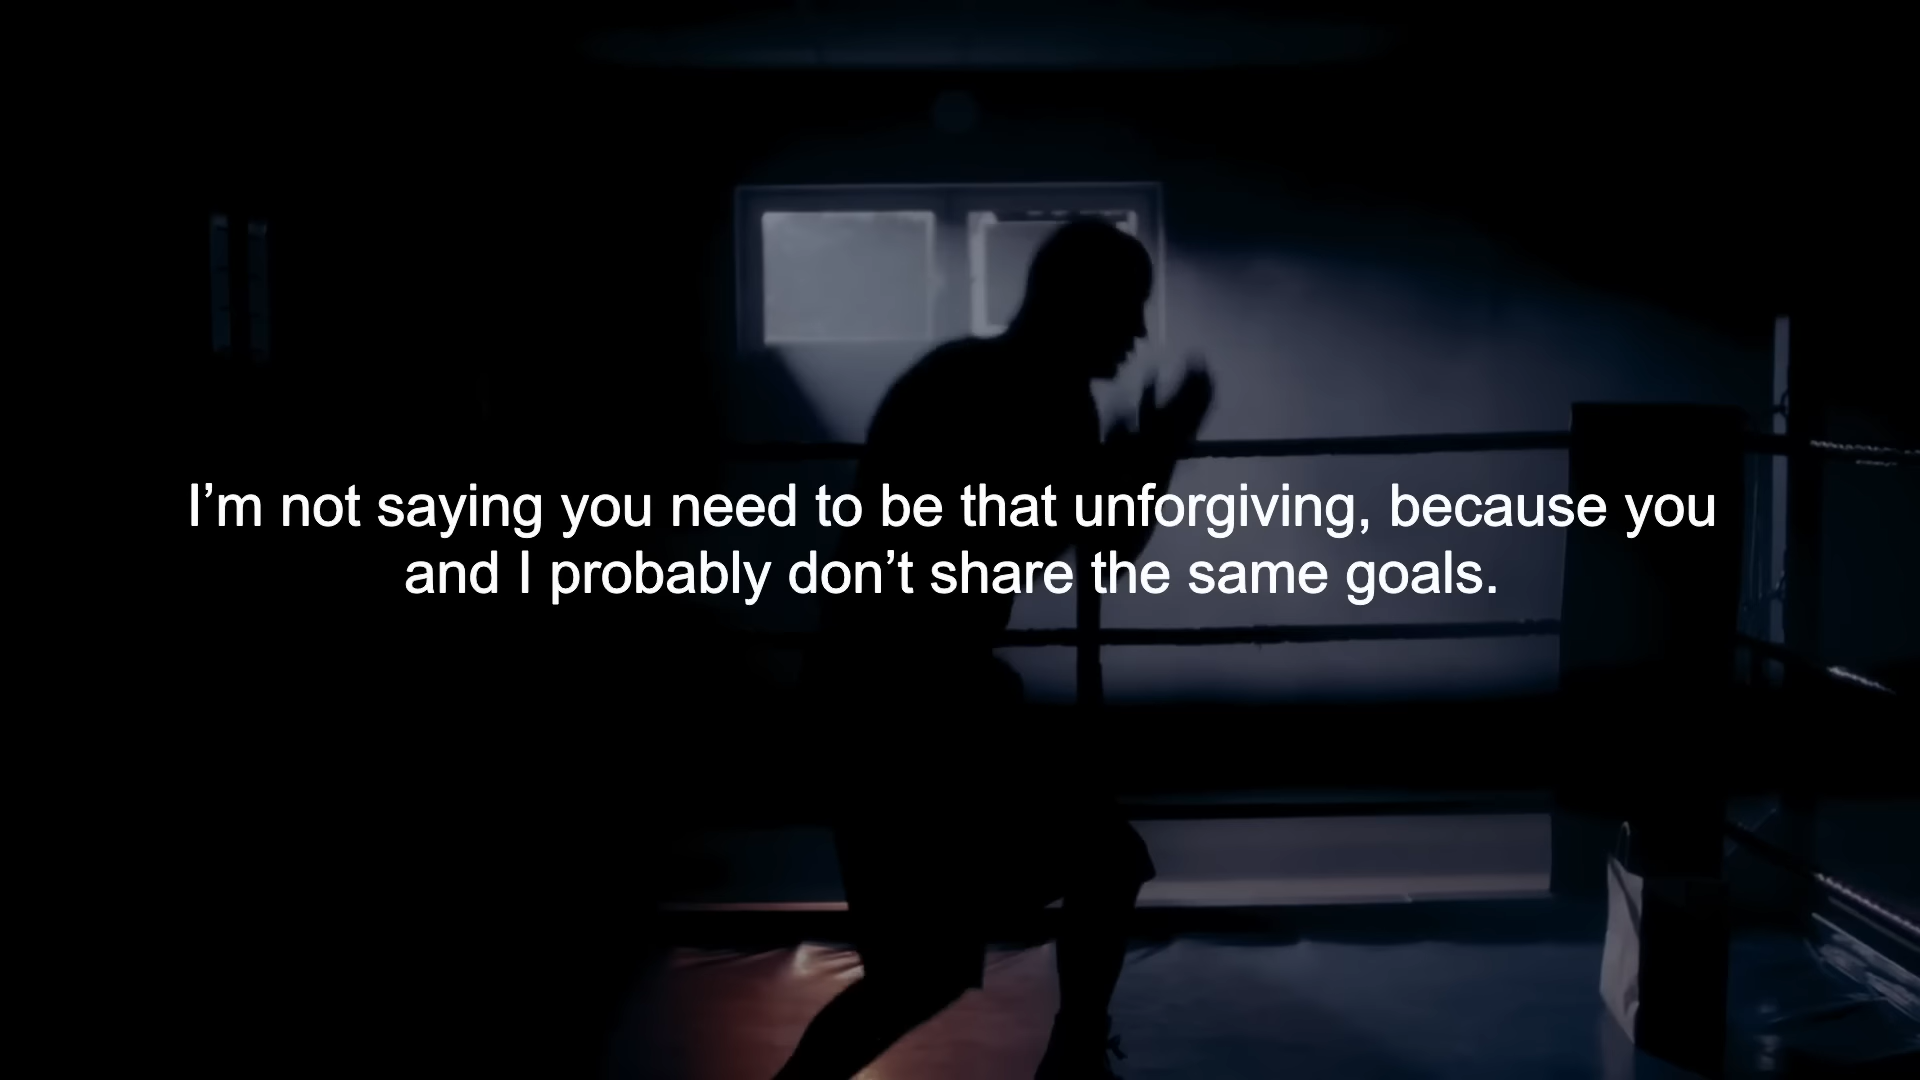 I’m not saying you need to be that unforgiving, because you
and I probably don’t share the same goals.